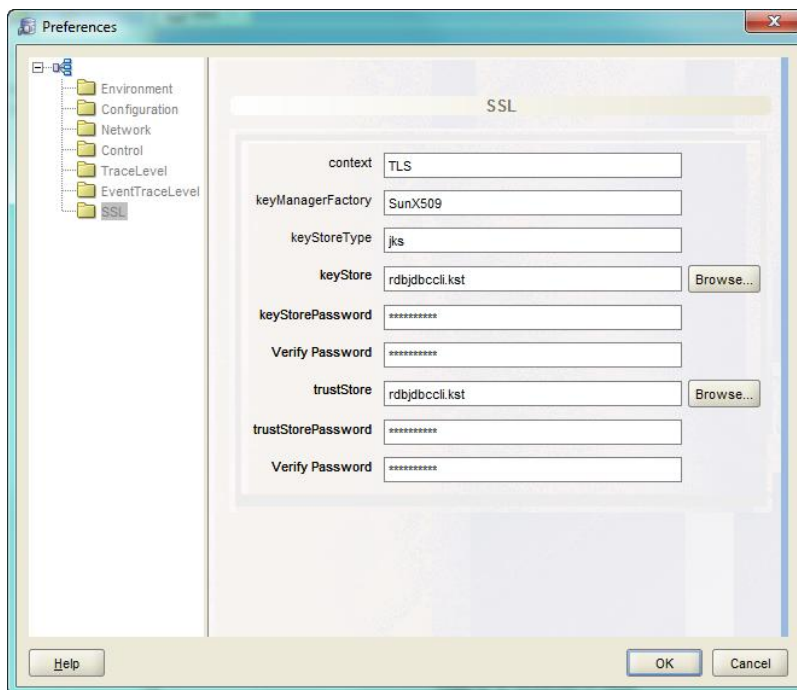 Preferences
Environment
Configuration
Network
Control
TraceLevel
EventTraceLevel
SSL
SSL
context TLS
keyManagerFactory SunX509
keyStoreType jks
keyStore rdbjdbccli.kst Browse...
keyStorePassword **********
Verify Password **********
trustStore rdbjdbccli.kst Browse...
trustStorePassword **********
Verify Password **********
Help OK Cancel